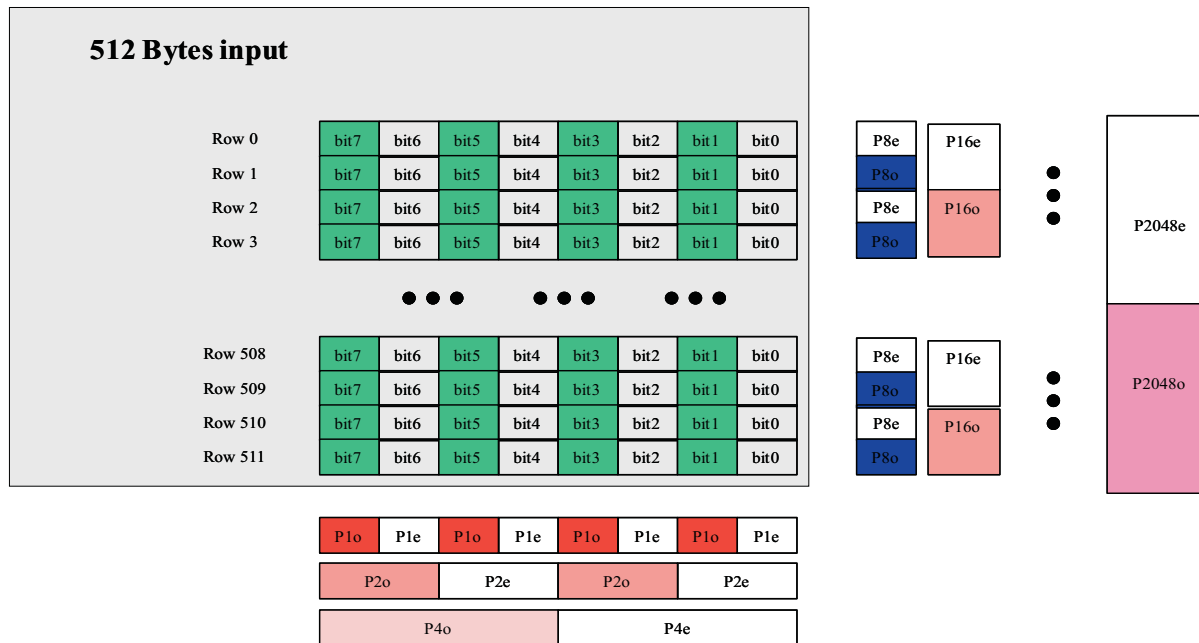 512 Bytes input
Row 0 bit7 bit6 bit5 bit4 bit3 bit2 bit1 bit0 P8e P16e
Row 1 bit7 bit6 bit5 bit4 bit3 bit2 bit1 bit0 P8o
Row 2 bit7 bit6 bit5 bit4 bit3 bit2 bit1 bit0 P8e P16o
P2048e
Row 3 bit7 bit6 bit5 bit4 bit3 bit2 bit1 bit0 P8o
Row 508 bit7 bit6 bit5 bit4 bit3 bit2 bit1 bit0 P8e P16e
P2048o
Row 509 bit7 bit6 bit5 bit4 bit3 bit2 bit1 bit0 P8o
Row 510 bit7 bit6 bit5 bit4 bit3 bit2 bit1 bit0 P8e P16o
Row 511 bit7 bit6 bit5 bit4 bit3 bit2 bit1 bit0 P8o
P1o P1e P1o P1e P1o P1e P1o P1e
P2o P2e P2o P2e
P4o P4e